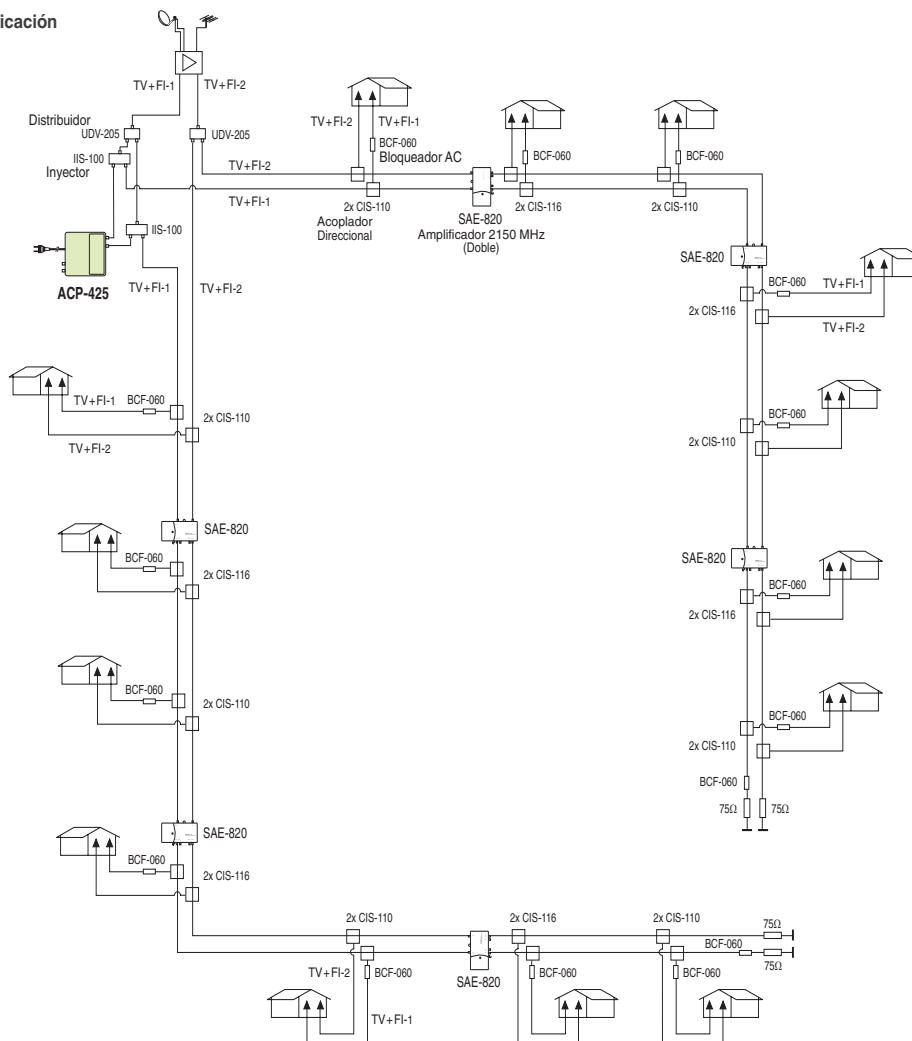 icación
TV+FI-1
TV+FI-2
Distribuidor
UDV-205
UDV-205
IIS-100
Inyector
IIS-100
ACP-425
TV+FI-1
TV+FI-2
TV+FI-2
TV+FI-1
TV+FI-2
TV+FI-1
BCF-060
Bloqueador AC
2x CIS-110
Acoplador
Direccional
SAE-820
Amplificador 2150 MHz
(Doble)
BCF-060
2x CIS-116
BCF-060
2x CIS-110
SAE-820
BCF-060
TV+FI-1
2x CIS-116
TV+FI-2
BCF-060
2x CIS-110
SAE-820
BCF-060
2x CIS-116
BCF-060
2x CIS-110
BCF-060
75Ω
75Ω
TV+FI-1
BCF-060
2x CIS-110
TV+FI-2
SAE-820
BCF-060
2x CIS-116
BCF-060
2x CIS-110
SAE-820
BCF-060
2x CIS-116
2x CIS-110
2x CIS-116
2x CIS-110
75Ω
BCF-060
75Ω
TV+FI-2
BCF-060
SAE-820
BCF-060
BCF-060
TV+FI-1